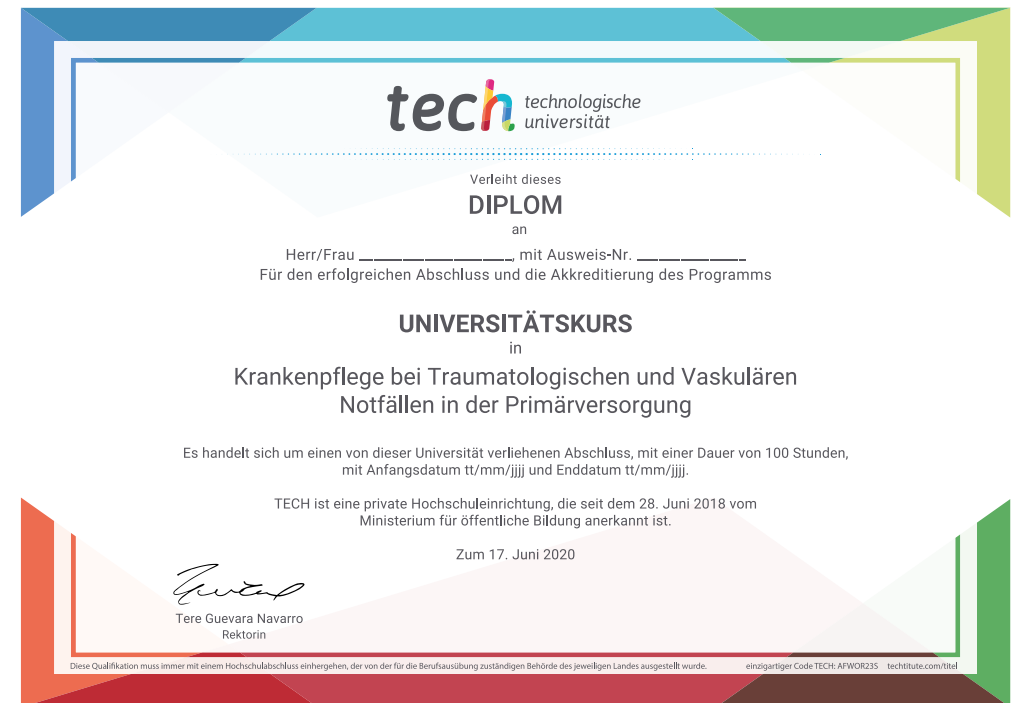 tech technologische
universität
Verleiht dieses
DIPLOM
an
Herr/Frau ____________________, mit Ausweis-Nr. ______________
Für den erfolgreichen Abschluss und die Akkreditierung des Programms
UNIVERSITÄTSKURS
in
Krankenpflege bei Traumatologischen und Vaskulären
Notfällen in der Primärversorgung
Es handelt sich um einen von dieser Universität verliehenen Abschluss, mit einer Dauer von 100 Stunden,
mit Anfangsdatum tt/mm/jjjj und Enddatum tt/mm/jjjj.
TECH ist eine private Hochschuleinrichtung, die seit dem 28. Juni 2018 vom
Ministerium für öffentliche Bildung anerkannt ist.
Zum 17. Juni 2020
Tere Guevara Navarro
Rektorin
Diese Qualifikation muss immer mit einem Hochschulabschluss einhergehen, der von der für die Berufsausübung zuständigen Behörde des jeweiligen Landes ausgestellt wurde. einzigartiger Code TECH: AFWOR23S techtitute.com/titel